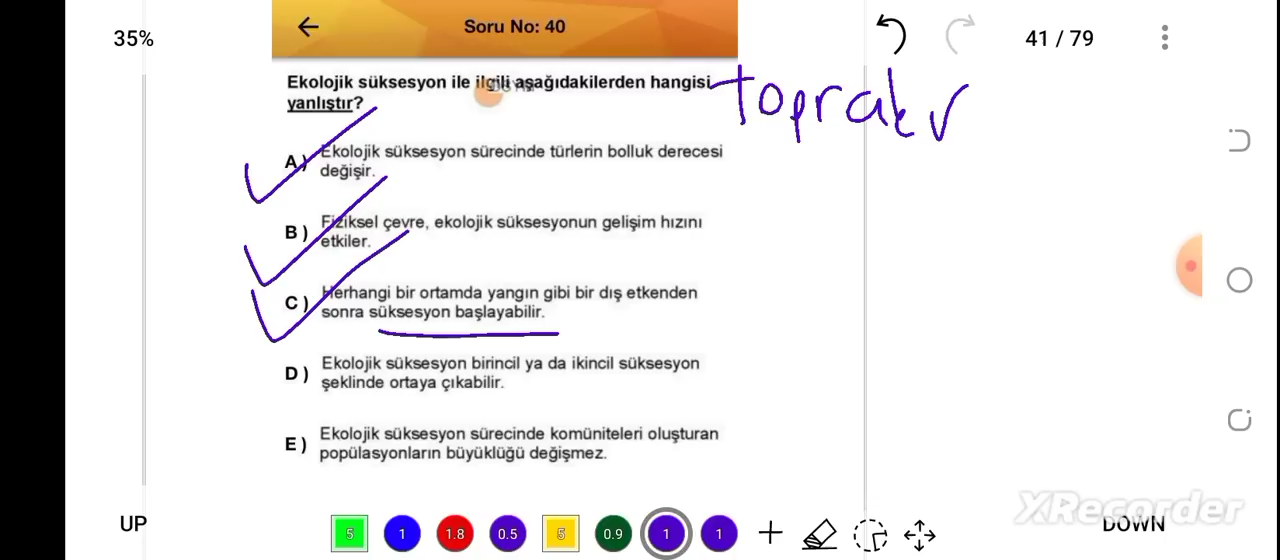 35%
Soru No: 40
41 / 79
Ekolojik süksesyon ile ilgili aşağıdakilerden hangisi
yanlıştır?
toprak
A) Ekolojik süksesyon sürecinde türlerin bolluk derecesi
değişir.
B) Fiziksel çevre, ekolojik süksesyonun gelişim hızını
etkiler.
C) Herhangi bir ortamda yangın gibi bir dış etkenden
sonra süksesyon başlayabilir.
D) Ekolojik süksesyon birincil ya da ikincil süksesyon
şeklinde ortaya çıkabilir.
E) Ekolojik süksesyon sürecinde komüniteleri oluşturan
popülasyonların büyüklüğü değişmez.
XRecorder
UP
5 1 1.8 0.5 5 0.9 1 1
DOWN